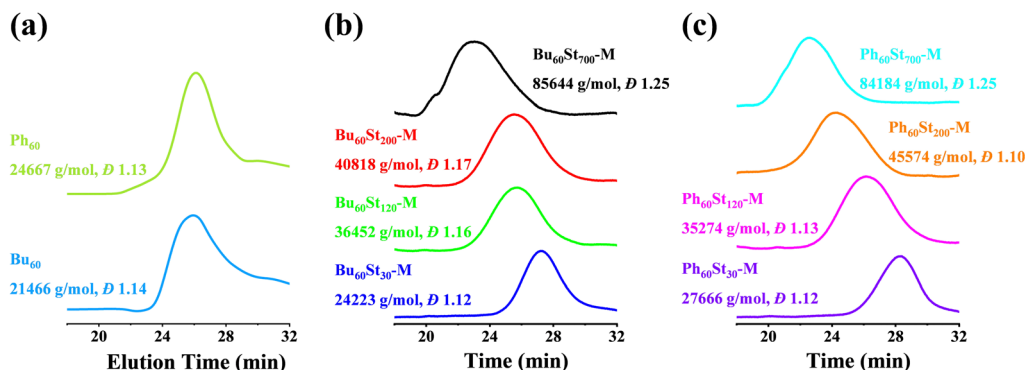 (a)
Ph₆₀
24667 g/mol, Đ 1.13
Bu₆₀
21466 g/mol, Đ 1.14
20 24 28 32
Elution Time (min)
(b)
Bu₆₀St₇₀₀-M
85644 g/mol, Đ 1.25
Bu₆₀St₂₀₀-M
40818 g/mol, Đ 1.17
Bu₆₀St₁₂₀-M
36452 g/mol, Đ 1.16
Bu₆₀St₃₀-M
24223 g/mol, Đ 1.12
20 24 28 32
Time (min)
(c)
Ph₆₀St₇₀₀-M
84184 g/mol, Đ 1.25
Ph₆₀St₂₀₀-M
45574 g/mol, Đ 1.10
Ph₆₀St₁₂₀-M
35274 g/mol, Đ 1.13
Ph₆₀St₃₀-M
27666 g/mol, Đ 1.12
20 24 28 32
Time (min)